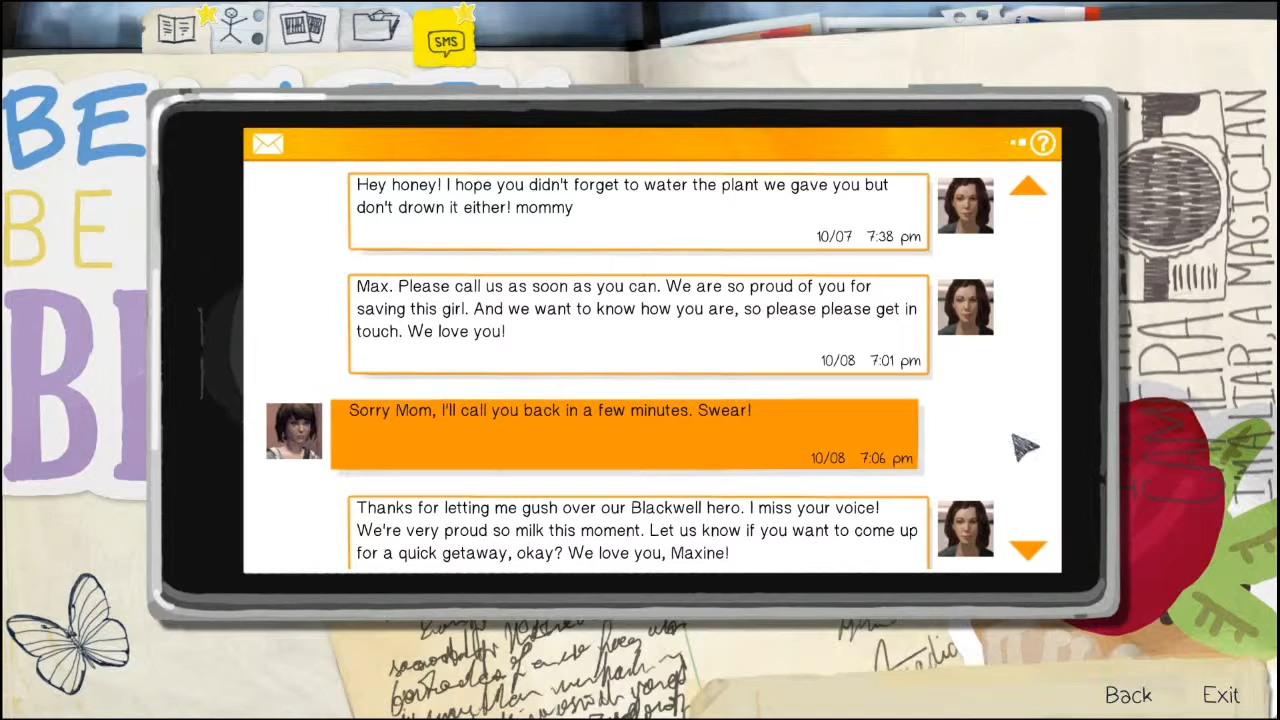 SMS
BE
BE
Hey honey! I hope you didn't forget to water the plant we gave you but
don't drown it either! mommy
10/07 7:38 pm
Max. Please call us as soon as you can. We are so proud of you for
saving this girl. And we want to know how you are, so please please get in
touch. We love you!
10/08 7:01 pm
Sorry Mom, I'll call you back in a few minutes. Swear!
10/08 7:06 pm
Thanks for letting me gush over our Blackwell hero. I miss your voice!
We're very proud so milk this moment. Let us know if you want to come up
for a quick getaway, okay? We love you, Maxine!
CAMERA
I'M A LIAR, A MAGICIAN
Back Exit